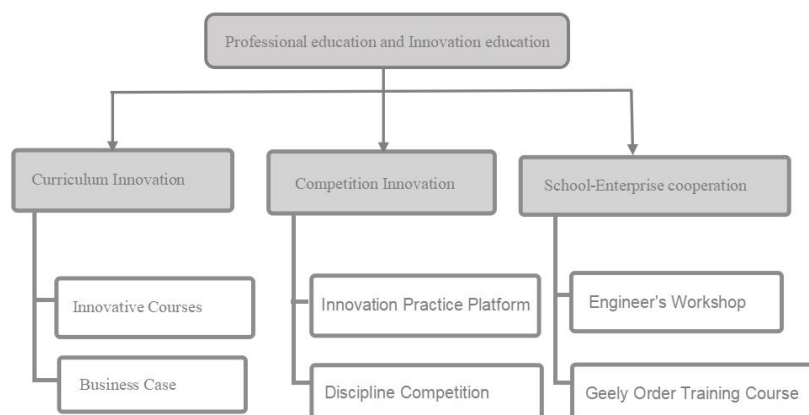 Professional education and Innovation education
Curriculum Innovation
Competition Innovation
School-Enterprise cooperation
Innovative Courses
Innovation Practice Platform
Engineer's Workshop
Business Case
Discipline Competition
Geely Order Training Course